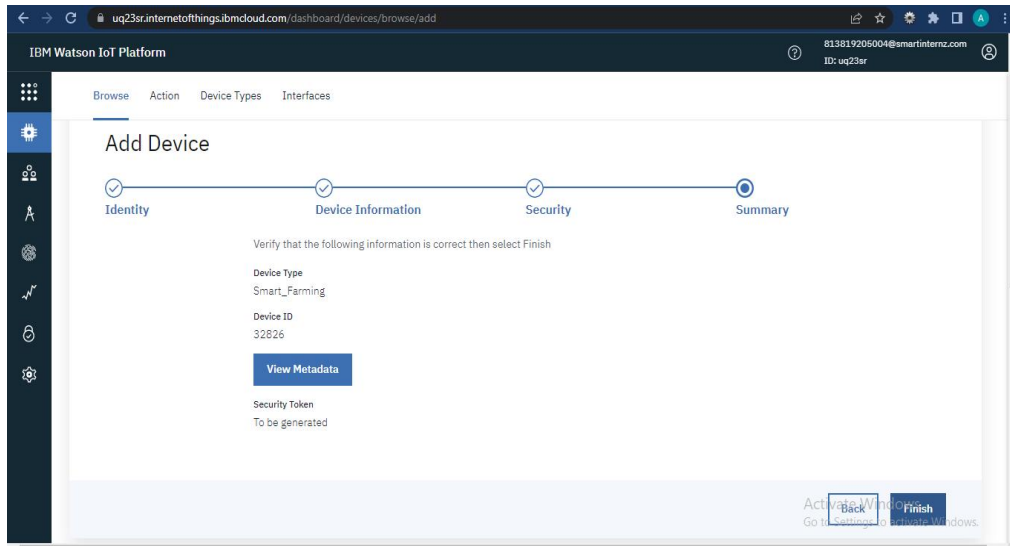 uq23sr.internetofthings.ibmcloud.com/dashboard/devices/browse/add
A
IBM Watson IoT Platform
813819205004@smartinternz.com
ID: uq23sr
Browse Action Device Types Interfaces
Add Device
Identity Device Information Security Summary
Verify that the following information is correct then select Finish
Device Type
Smart_Farming
Device ID
32826
View Metadata
Security Token
To be generated
Activate Windows
Back Finish
Go to Settings to activate Windows.